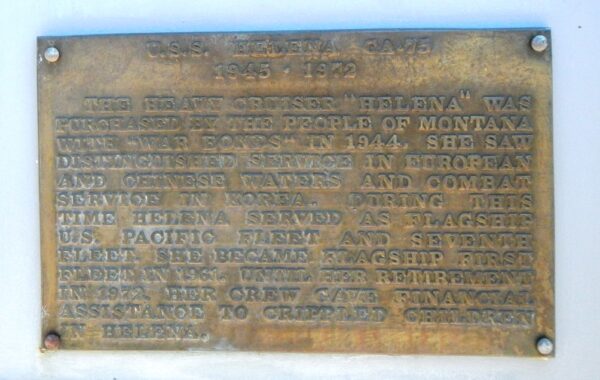 U.S.S. HELENA CA-75
1945 - 1972
THE HEAVY CRUISER "HELENA" WAS
PURCHASED BY THE PEOPLE OF MONTANA
WITH "WAR BONDS" IN 1944. SHE SAW
DISTINGUISHED SERVICE IN EUROPEAN
AND CHINESE WATERS AND COMBAT
SERVICE IN KOREA. DURING THIS
TIME HELENA SERVED AS FLAGSHIP
U.S. PACIFIC FLEET AND SEVENTH
FLEET. SHE BECAME FLAGSHIP FIRST
FLEET IN 1961. UNTIL HER RETIREMENT
IN 1972, HER CREW GAVE FINANCIAL
ASSISTANCE TO CRIPPLED CHILDREN
IN HELENA.